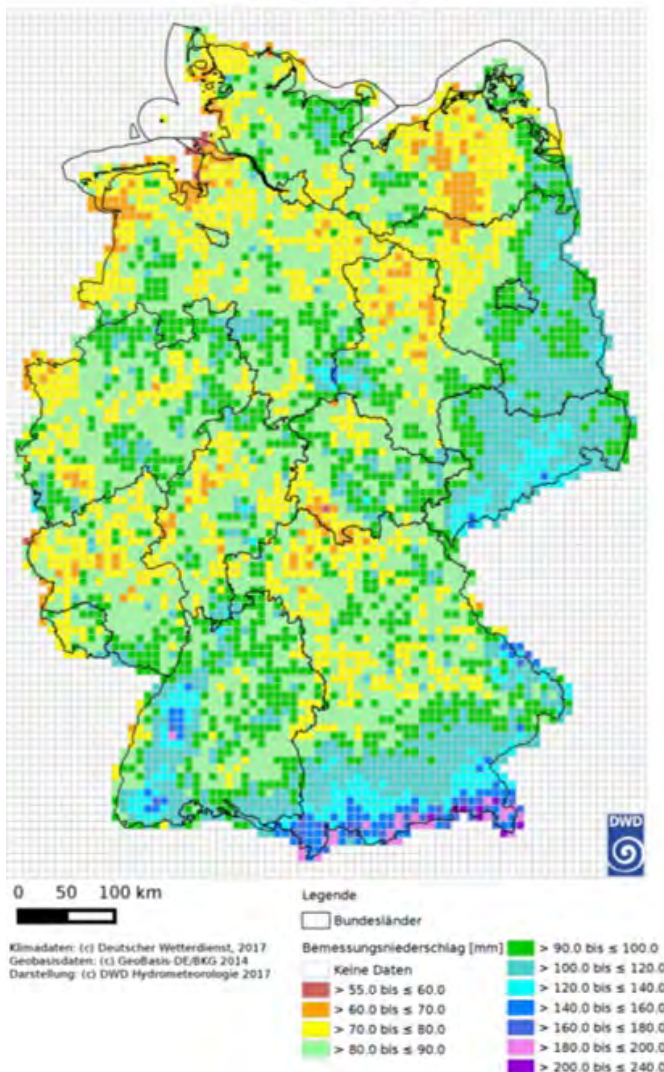 DWD
0 50 100 km
Klimadaten: (c) Deutscher Wetterdienst, 2017
Geobasisdaten: (c) GeoBasis-DE/BKG 2014
Darstellung: (c) DWD Hydrometeorologie 2017
Legende
Bundesländer
Bemessungsniederschlag [mm]
Keine Daten
> 55.0 bis ≤ 60.0
> 60.0 bis ≤ 70.0
> 70.0 bis ≤ 80.0
> 80.0 bis ≤ 90.0
> 90.0 bis ≤ 100.0
> 100.0 bis ≤ 120.0
> 120.0 bis ≤ 140.0
> 140.0 bis ≤ 160.0
> 160.0 bis ≤ 180.0
> 180.0 bis ≤ 200.0
> 200.0 bis ≤ 240.0